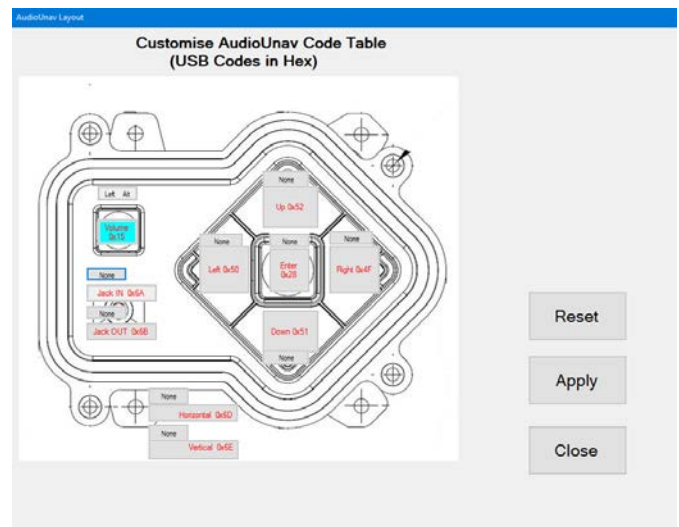 AudioUnav Layout
Customise AudioUnav Code Table
(USB Codes in Hex)
None
Up 0x52
Left Alt
Volume
0x15
None
None
None
Left 0x50
Enter
0x28
Right 0x4F
None
Jack IN 0x6A
None
Jack OUT 0x6B
Down 0x51
None
Reset
Apply
Close
None
Horizontal 0x6D
None
Vertical 0x6E